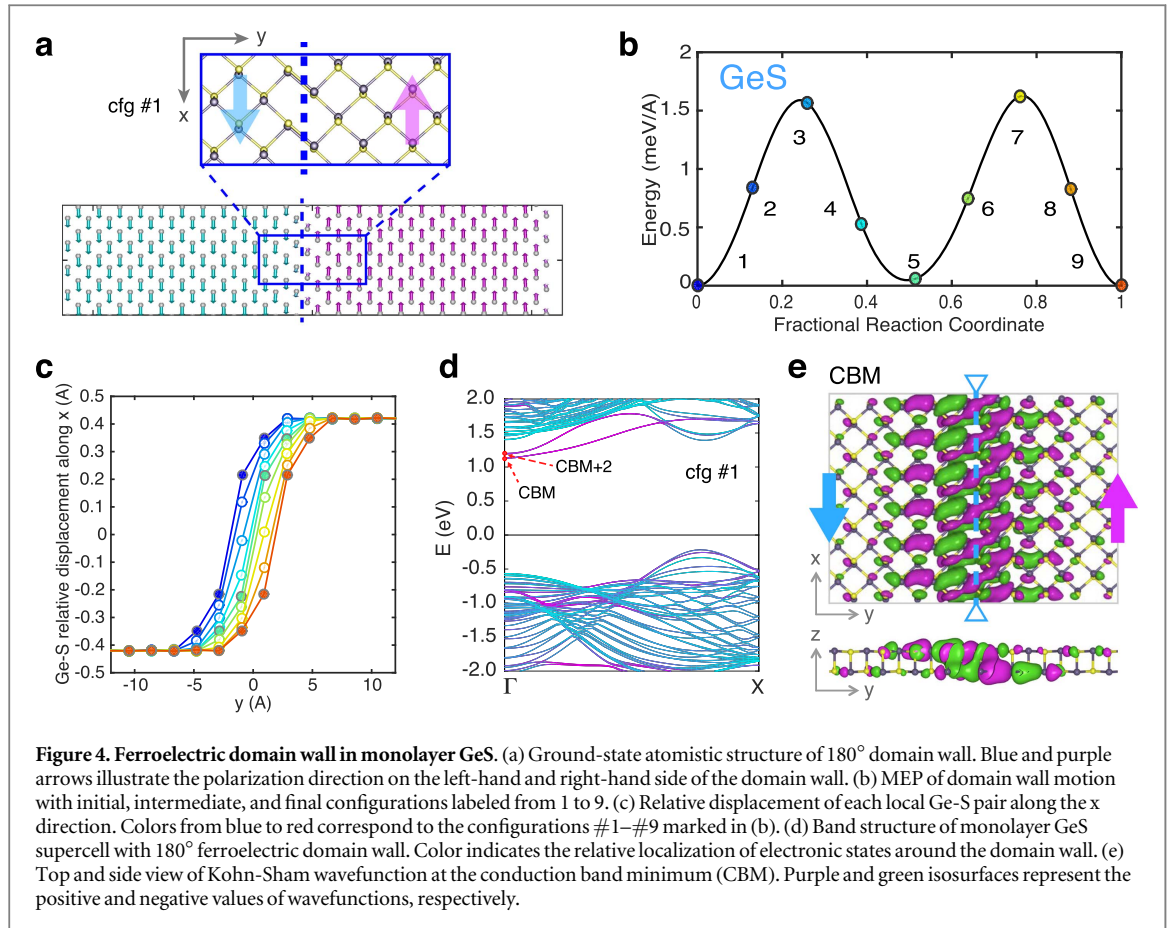 a
y
cfg #1
x
b
2
1.5
1
0.5
0
Energy (meV/A)
GeS
1
2
3
4
5
6
7
8
9
0
0.2
0.4
0.6
0.8
1
Fractional Reaction Coordinate
c
Ge-S relative displacement along x (A)
0.5
0.4
0.3
0.2
0.1
0
-0.1
-0.2
-0.3
-0.4
-0.5
-10
-5
0
5
10
y (A)
d
E (eV)
2.0
1.5
1.0
0.5
0.0
-0.5
-1.0
-1.5
-2.0
CBM+2
CBM
cfg #1
Γ
X
e
CBM
x
y
z
y
Figure 4. Ferroelectric domain wall in monolayer GeS. (a) Ground-state atomistic structure of 180° domain wall. Blue and purple
arrows illustrate the polarization direction on the left-hand and right-hand side of the domain wall. (b) MEP of domain wall motion
with initial, intermediate, and final configurations labeled from 1 to 9. (c) Relative displacement of each local Ge-S pair along the x
direction. Colors from blue to red correspond to the configurations #1–#9 marked in (b). (d) Band structure of monolayer GeS
supercell with 180° ferroelectric domain wall. Color indicates the relative localization of electronic states around the domain wall. (e)
Top and side view of Kohn-Sham wavefunction at the conduction band minimum (CBM). Purple and green isosurfaces represent the
positive and negative values of wavefunctions, respectively.